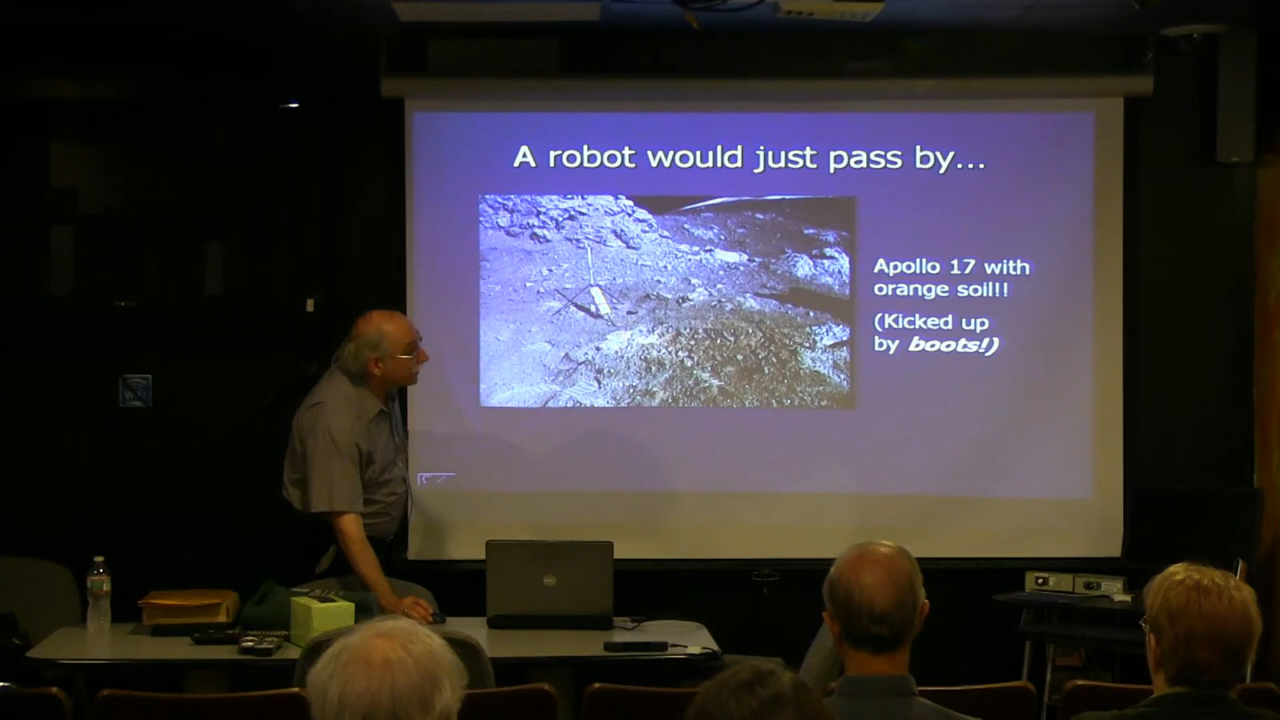 A robot would just pass by...
Apollo 17 with
orange soil!!
(Kicked up
by boots!)